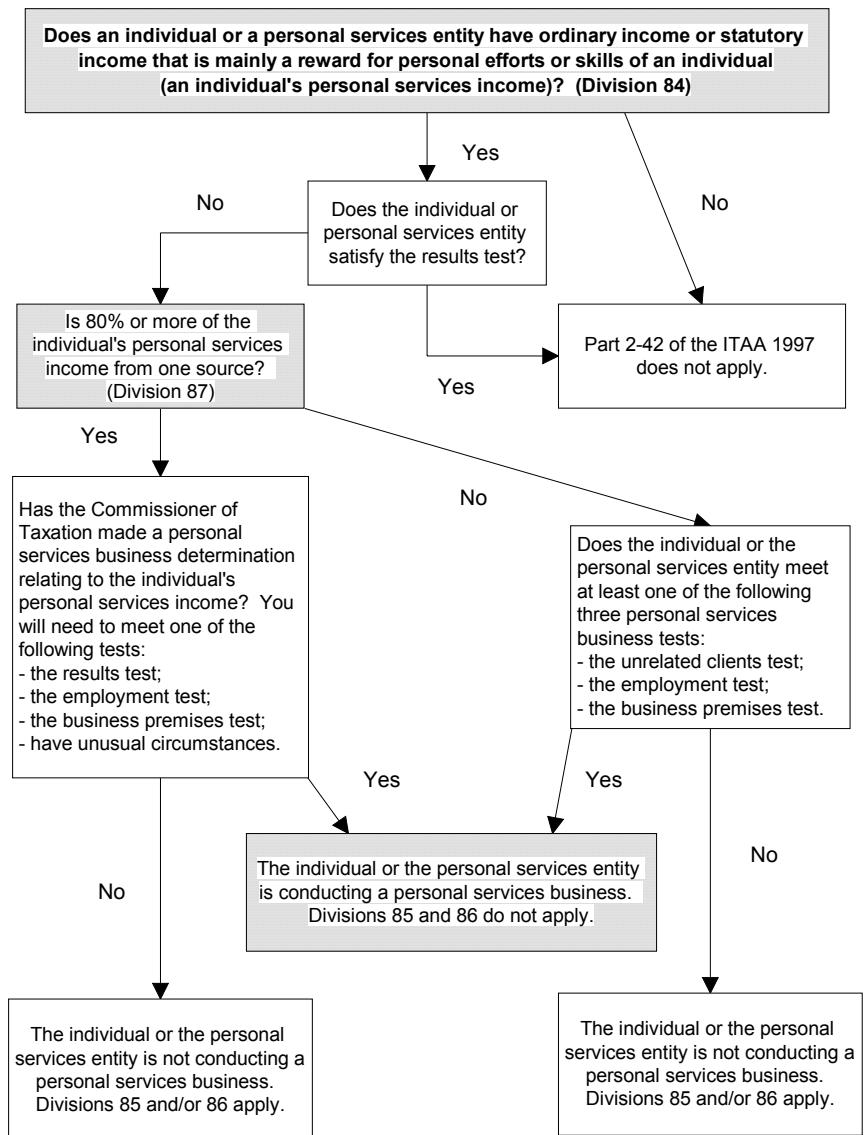 Does an individual or a personal services entity have ordinary income or statutory
income that is mainly a reward for personal efforts or skills of an individual
(an individual's personal services income)? (Division 84)
Yes
No
No
Does the individual or
personal services entity
satisfy the results test?
Is 80% or more of the
individual's personal services
income from one source?
(Division 87)
Part 2-42 of the ITAA 1997
does not apply.
Yes
Yes
No
Has the Commissioner of
Taxation made a personal
services business determination
relating to the individual's
personal services income? You
will need to meet one of the
following tests:
- the results test;
- the employment test;
- the business premises test;
- have unusual circumstances.
Does the individual or the
personal services entity meet
at least one of the following
three personal services
business tests:
- the unrelated clients test;
- the employment test;
- the business premises test.
Yes
Yes
The individual or the personal services entity
is conducting a personal services business.
Divisions 85 and 86 do not apply.
No
No
The individual or the personal
services entity is not conducting a
personal services business.
Divisions 85 and/or 86 apply.
The individual or the personal
services entity is not conducting a
personal services business.
Divisions 85 and/or 86 apply.